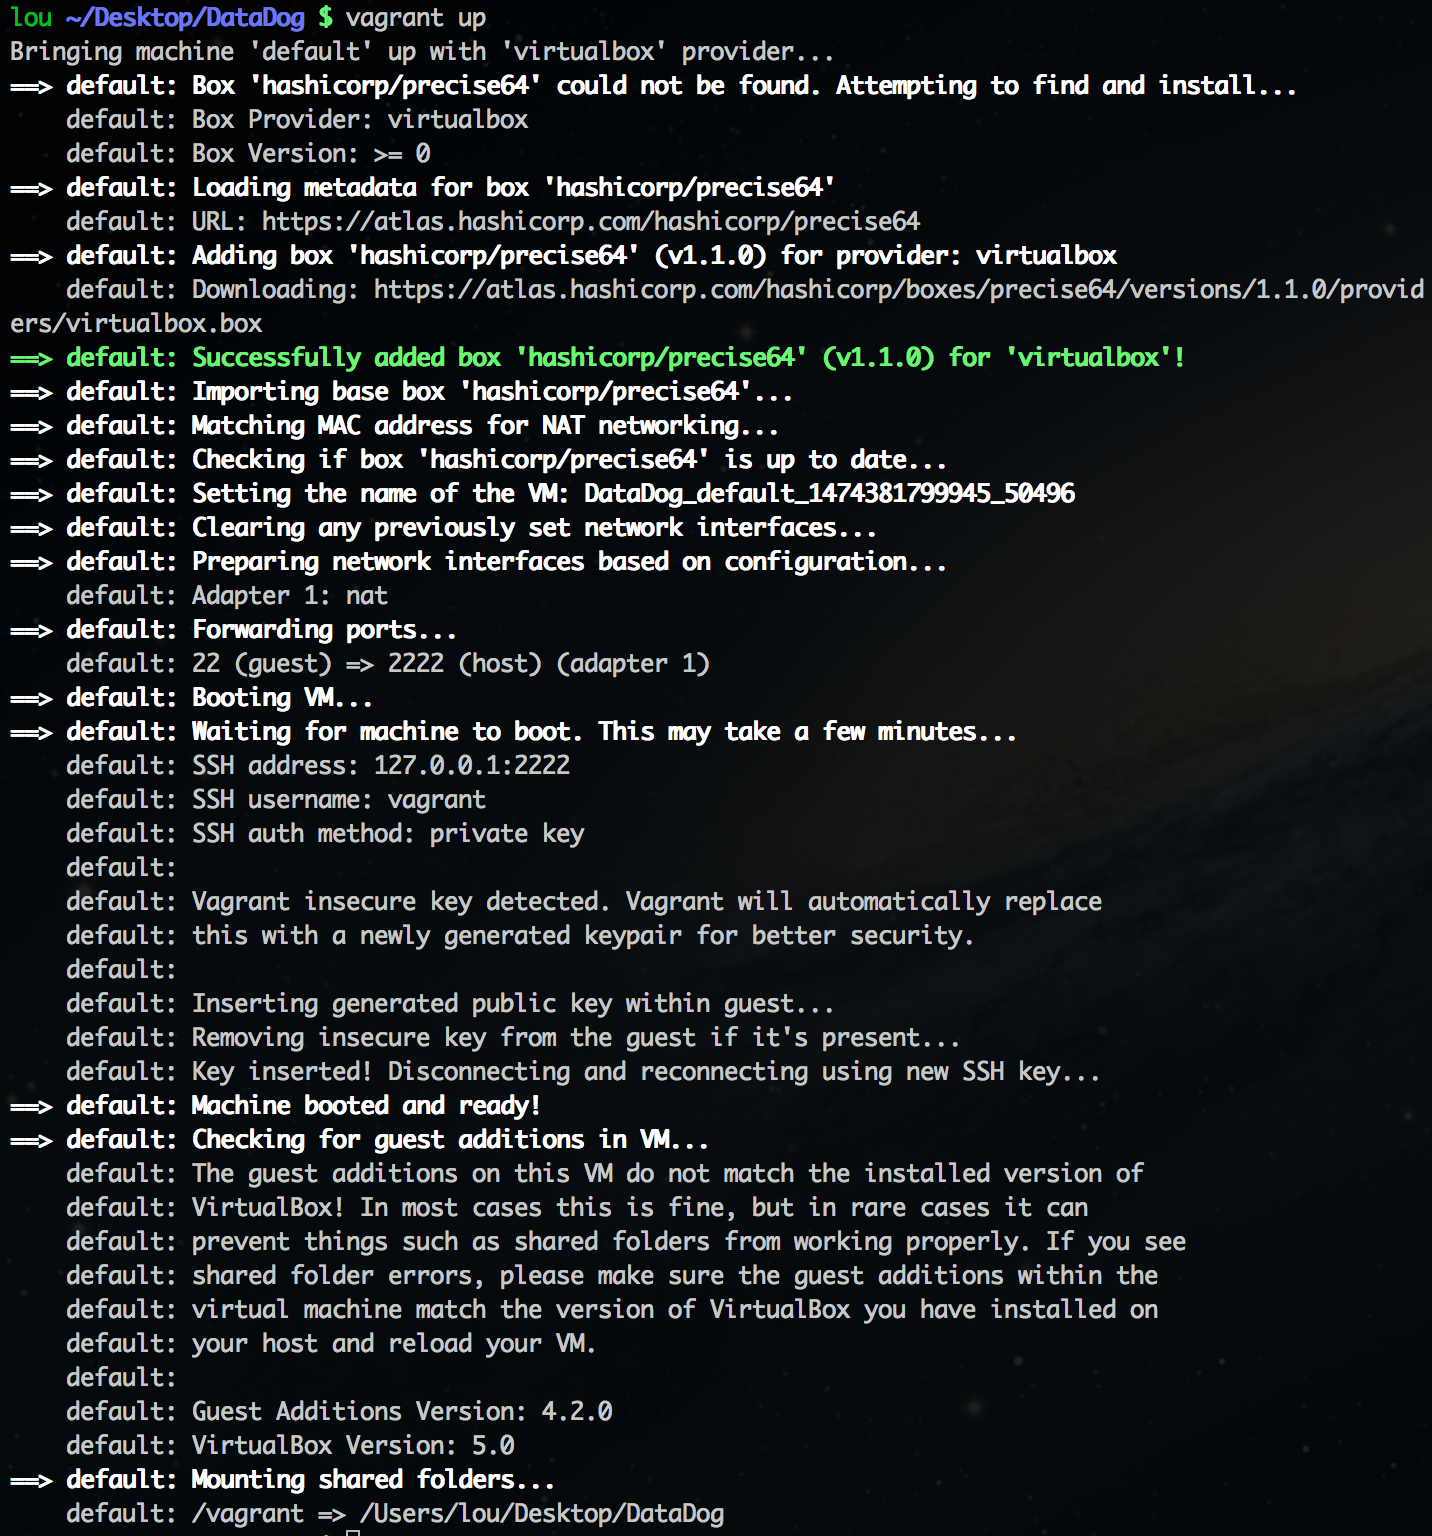 lou ~/Desktop/DataDog $ vagrant up
Bringing machine 'default' up with 'virtualbox' provider...
==> default: Box 'hashicorp/precise64' could not be found. Attempting to find and install...
    default: Box Provider: virtualbox
    default: Box Version: >= 0
==> default: Loading metadata for box 'hashicorp/precise64'
    default: URL: https://atlas.hashicorp.com/hashicorp/precise64
==> default: Adding box 'hashicorp/precise64' (v1.1.0) for provider: virtualbox
    default: Downloading: https://atlas.hashicorp.com/hashicorp/boxes/precise64/versions/1.1.0/provid
ers/virtualbox.box
==> default: Successfully added box 'hashicorp/precise64' (v1.1.0) for 'virtualbox'!
==> default: Importing base box 'hashicorp/precise64'...
==> default: Matching MAC address for NAT networking...
==> default: Checking if box 'hashicorp/precise64' is up to date...
==> default: Setting the name of the VM: DataDog_default_1474381799945_50496
==> default: Clearing any previously set network interfaces...
==> default: Preparing network interfaces based on configuration...
    default: Adapter 1: nat
==> default: Forwarding ports...
    default: 22 (guest) => 2222 (host) (adapter 1)
==> default: Booting VM...
==> default: Waiting for machine to boot. This may take a few minutes...
    default: SSH address: 127.0.0.1:2222
    default: SSH username: vagrant
    default: SSH auth method: private key
    default:
    default: Vagrant insecure key detected. Vagrant will automatically replace
    default: this with a newly generated keypair for better security.
    default:
    default: Inserting generated public key within guest...
    default: Removing insecure key from the guest if it's present...
    default: Key inserted! Disconnecting and reconnecting using new SSH key...
==> default: Machine booted and ready!
==> default: Checking for guest additions in VM...
    default: The guest additions on this VM do not match the installed version of
    default: VirtualBox! In most cases this is fine, but in rare cases it can
    default: prevent things such as shared folders from working properly. If you see
    default: shared folder errors, please make sure the guest additions within the
    default: virtual machine match the version of VirtualBox you have installed on
    default: your host and reload your VM.
    default:
    default: Guest Additions Version: 4.2.0
    default: VirtualBox Version: 5.0
==> default: Mounting shared folders...
    default: /vagrant => /Users/lou/Desktop/DataDog